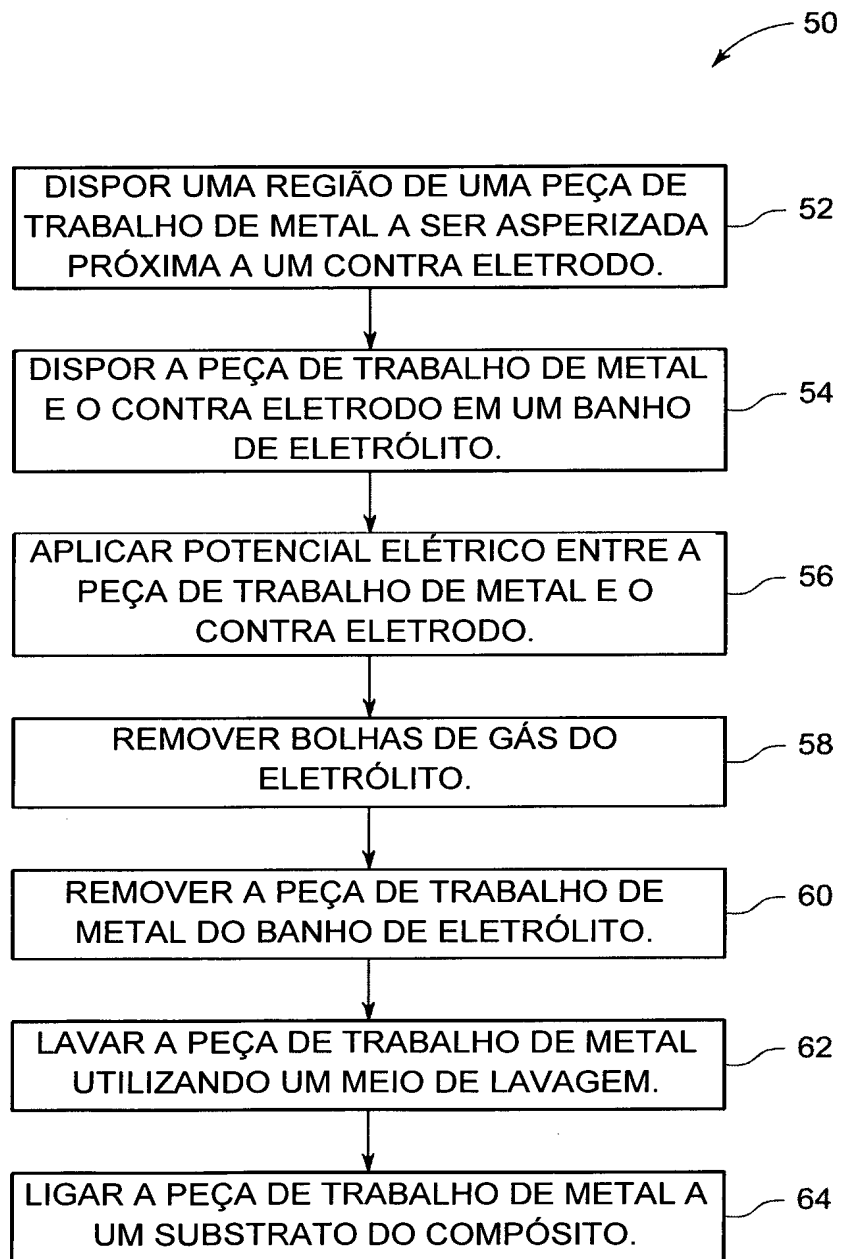 50
DISPOR UMA REGIÃO DE UMA PEÇA DE
TRABALHO DE METAL A SER ASPERIZADA
PRÓXIMA A UM CONTRA ELETRODO.
52
DISPOR A PEÇA DE TRABALHO DE METAL
E O CONTRA ELETRODO EM UM BANHO
DE ELETRÓLITO.
54
APLICAR POTENCIAL ELÉTRICO ENTRE A
PEÇA DE TRABALHO DE METAL E O
CONTRA ELETRODO.
56
REMOVER BOLHAS DE GÁS DO
ELETRÓLITO.
58
REMOVER A PEÇA DE TRABALHO DE
METAL DO BANHO DE ELETRÓLITO.
60
LAVAR A PEÇA DE TRABALHO DE METAL
UTILIZANDO UM MEIO DE LAVAGEM.
62
LIGAR A PEÇA DE TRABALHO DE METAL A
UM SUBSTRATO DO COMPÓSITO.
64